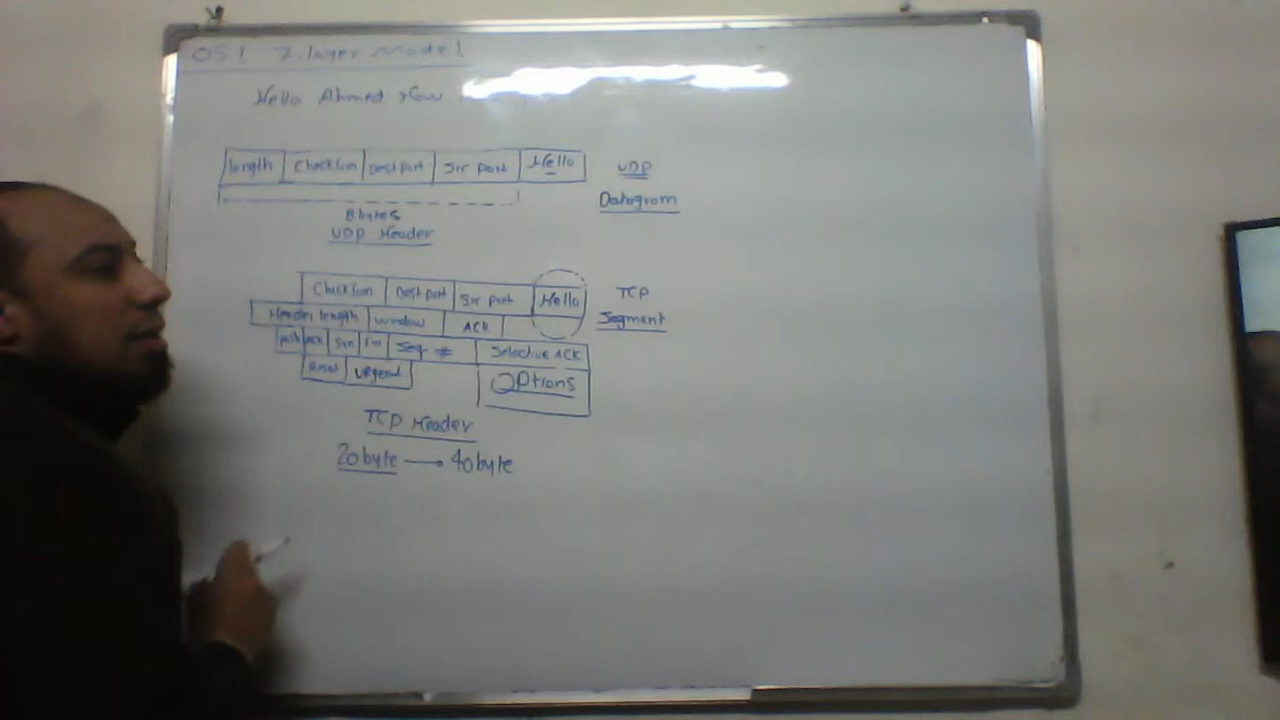 OSI 7-layer Model
Hello Ahmed How
length Checksum Dest port Src port Hello UDP
Datagram
8 bytes
UDP Header
Checksum Dest port Src port Hello TCP
Header length window ACK Segment
push ACK Syn Fin Seq # Selective ACK
Reset Urgent Options
TCP Header
20 byte → 40 byte